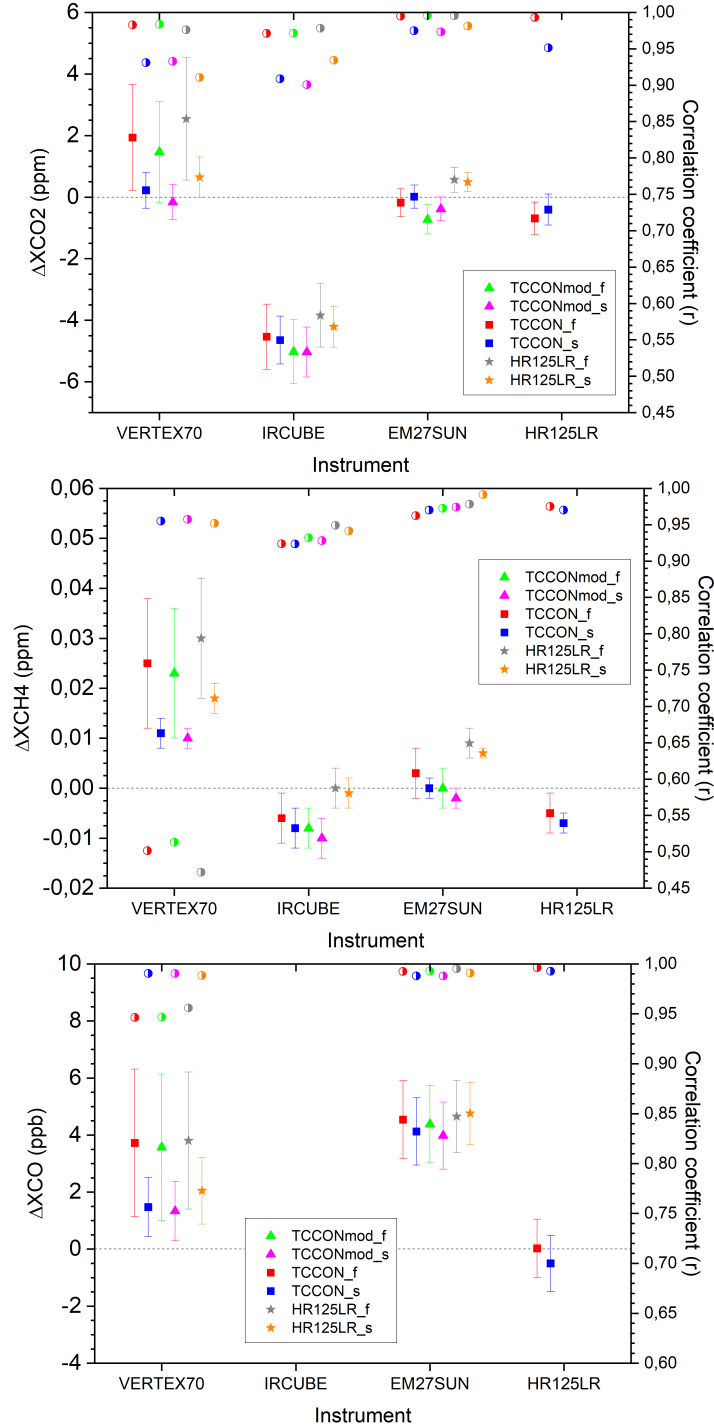 6
4
2
0
-2
-4
-6
ΔXCO2 (ppm)
1,00
0,95
0,90
0,85
0,80
0,75
0,70
0,65
0,60
0,55
0,50
0,45
Correlation coefficient (r)
TCCONmod_f
TCCONmod_s
TCCON_f
TCCON_s
HR125LR_f
HR125LR_s
VERTEX70 IRCUBE EM27SUN HR125LR
Instrument
0,06
0,05
0,04
0,03
0,02
0,01
0,00
-0,01
-0,02
ΔXCH4 (ppm)
1,00
0,95
0,90
0,85
0,80
0,75
0,70
0,65
0,60
0,55
0,50
0,45
Correlation coefficient (r)
TCCONmod_f
TCCONmod_s
TCCON_f
TCCON_s
HR125LR_f
HR125LR_s
VERTEX70 IRCUBE EM27SUN HR125LR
Instrument
10
8
6
4
2
0
-2
-4
ΔXCO (ppb)
1,00
0,95
0,90
0,85
0,80
0,75
0,70
0,65
0,60
Correlation coefficient (r)
TCCONmod_f
TCCONmod_s
TCCON_f
TCCON_s
HR125LR_f
HR125LR_s
VERTEX70 IRCUBE EM27SUN HR125LR
Instrument